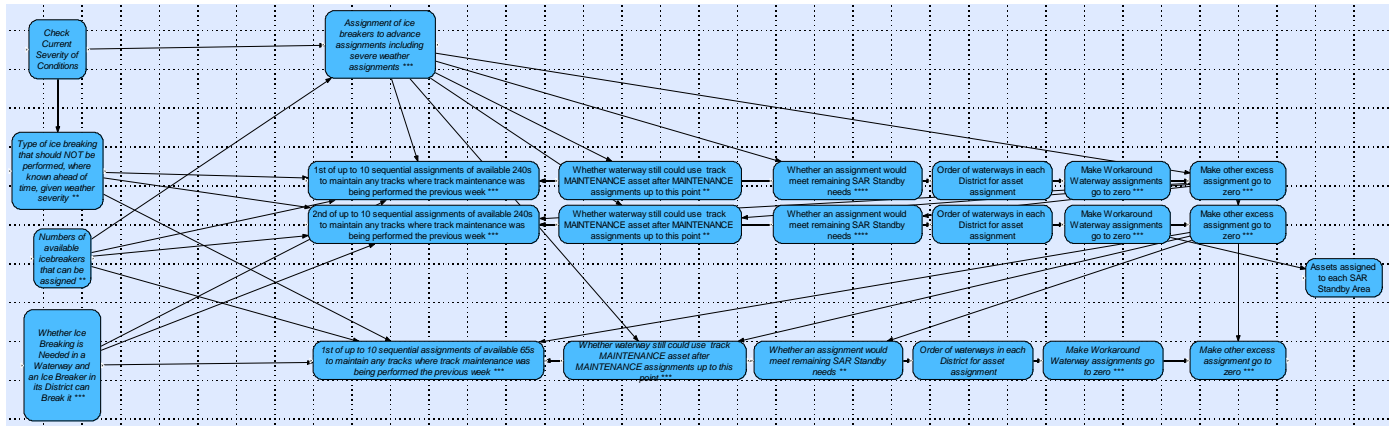 Check
Current
Severity of
Conditions
Assignment of ice
breakers to advance
assignments including
severe weather
assignments ***
Type of ice breaking
that should NOT be
performed, where
known ahead of
time, given weather
severity **
1st of up to 10 sequential assignments of available 240s
to maintain any tracks where track maintenance was
being performed the previous week ***
Whether waterway still could use  track
MAINTENANCE asset after MAINTENANCE
assignments up to this point **
Whether an assignment would
meet remaining SAR Standby
needs ****
Order of waterways in each
District for asset
assignment
Make Workaround
Waterway assignments
go to zero ***
Make other excess
assignment go to
zero ***
2nd of up to 10 sequential assignments of available 240s
to maintain any tracks where track maintenance was
being performed the previous week ***
Whether waterway still could use  track
MAINTENANCE asset after MAINTENANCE
assignments up to this point **
Whether an assignment would
meet remaining SAR Standby
needs ****
Order of waterways in each
District for asset
assignment
Make Workaround
Waterway assignments
go to zero ***
Make other excess
assignment go to
zero ***
Numbers of
available
icebreakers
that can be
assigned **
Assets assigned
to each SAR
Standby Area
Whether Ice
Breaking is
Needed in a
Waterway and
an Ice Breaker in
its District can
Break it ***
1st of up to 10 sequential assignments of available 65s
to maintain any tracks where track maintenance was
being performed the previous week ***
Whether waterway still could use  track
MAINTENANCE asset after
MAINTENANCE assignments up to this
point ***
Whether an assignment would
meet remaining SAR Standby
needs **
Order of waterways in each
District for asset
assignment
Make Workaround
Waterway assignments go
to zero ***
Make other excess
assignment go to
zero ***